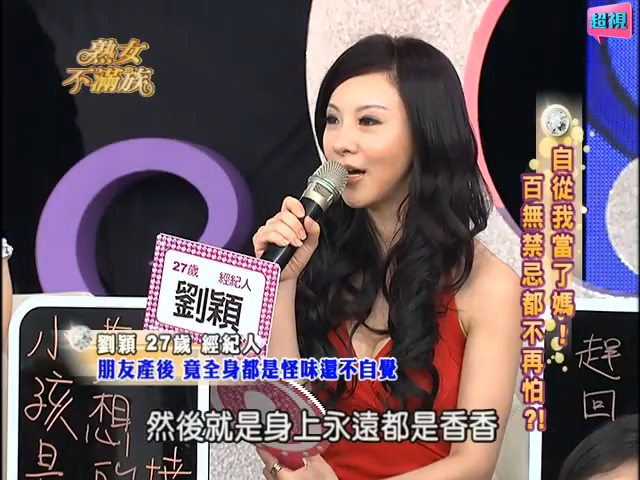 超視
熟女
不滿族
自從我當了媽！
百無禁忌都不再怕?!
27歲 經紀人
劉穎
劉穎 27歲 經紀人
朋友產後 竟全身都是怪味還不自覺
然後就是身上永遠都是香香
小
孩 想
是
回